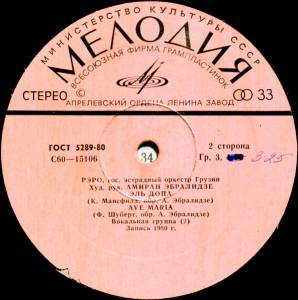 МИНИСТЕРСТВО КУЛЬТУРЫ СССР
МЕЛОДИЯ
ВСЕСОЮЗНАЯ ФИРМА ГРАМПЛАСТИНОК
СТЕРЕО
33
АПРЕЛЕВСКИЙ ОРДЕНА ЛЕНИНА ЗАВОД
ГОСТ 5289-80
2 сторона
С60—15106
34
Гр. 3. 3-25
РЭРО, гос. эстрадный оркестр Грузии
Худ. рук. АМИРАН ЭБРАЛИДЗЕ
ЭЛЬ ДОПА
(К. Мансфилд, обр. А. Эбралидзе)
AVE MARIA
(Ф. Шуберт, обр. А. Эбралидзе)
Вокальная группа (2)
Запись 1980 г.